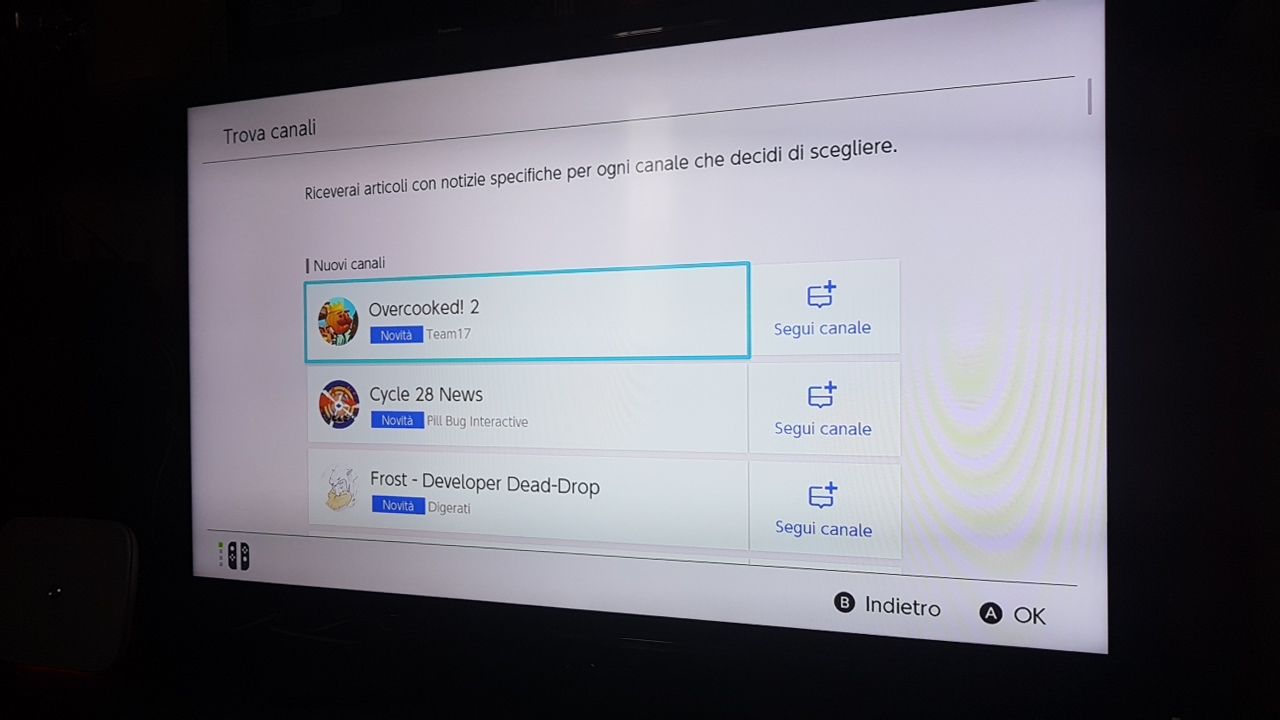 Trova canali
Riceverai articoli con notizie specifiche per ogni canale che decidi di scegliere.
Nuovi canali
Overcooked! 2
Novità Team17
Segui canale
Cycle 28 News
Novità Pill Bug Interactive
Segui canale
Frost - Developer Dead-Drop
Novità Digerati
Segui canale
B Indietro A OK